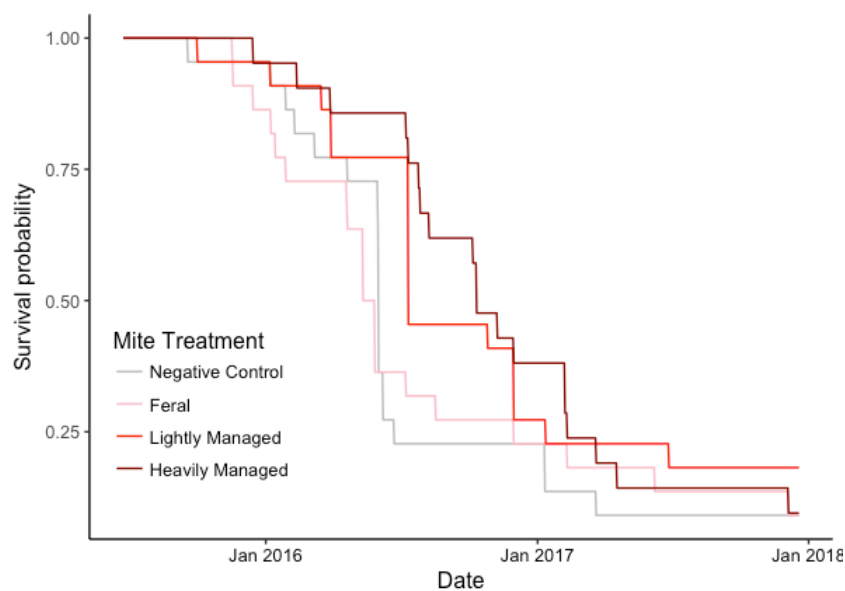 1.00
0.75
0.50
0.25
Survival probability
Mite Treatment
Negative Control
Feral
Lightly Managed
Heavily Managed
Jan 2016
Jan 2017
Jan 2018
Date